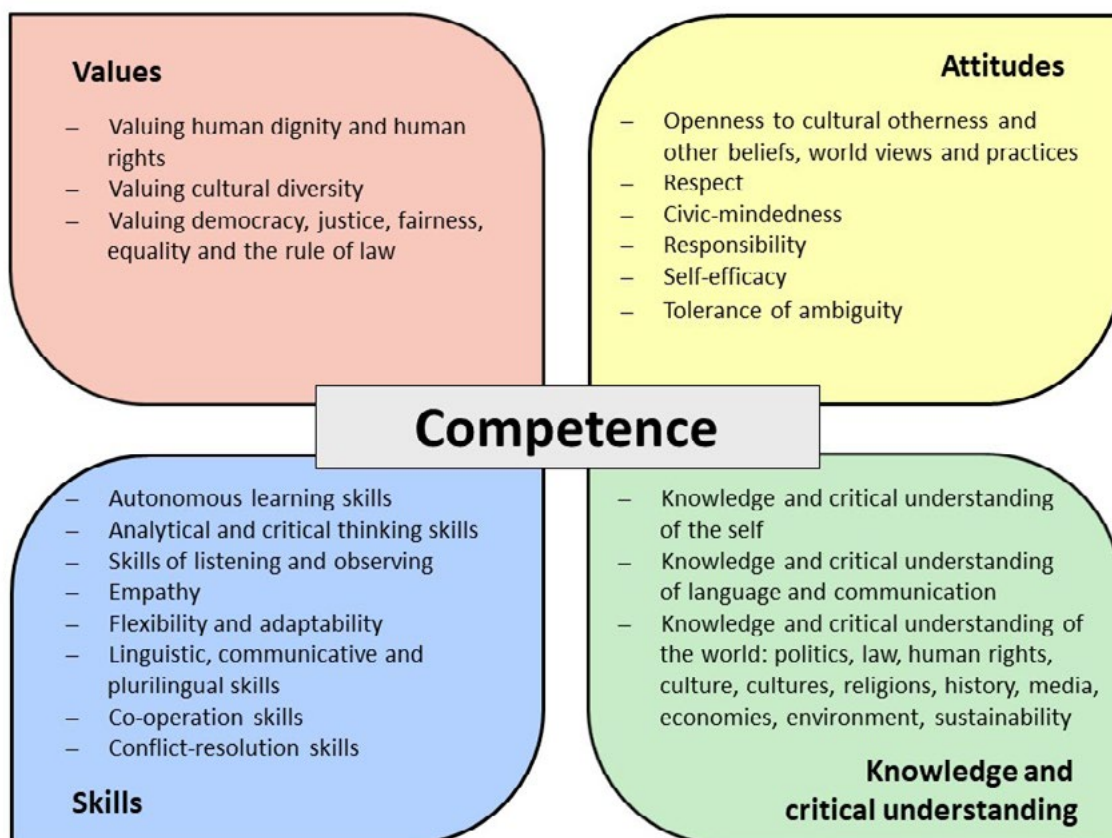 Values
– Valuing human dignity and human
rights
– Valuing cultural diversity
– Valuing democracy, justice, fairness,
equality and the rule of law
Attitudes
– Openness to cultural otherness and
other beliefs, world views and practices
– Respect
– Civic-mindedness
– Responsibility
– Self-efficacy
– Tolerance of ambiguity
Competence
– Autonomous learning skills
– Analytical and critical thinking skills
– Skills of listening and observing
– Empathy
– Flexibility and adaptability
– Linguistic, communicative and
plurilingual skills
– Co-operation skills
– Conflict-resolution skills
Skills
– Knowledge and critical understanding
of the self
– Knowledge and critical understanding
of language and communication
– Knowledge and critical understanding of
the world: politics, law, human rights,
culture, cultures, religions, history, media,
economies, environment, sustainability
Knowledge and
critical understanding